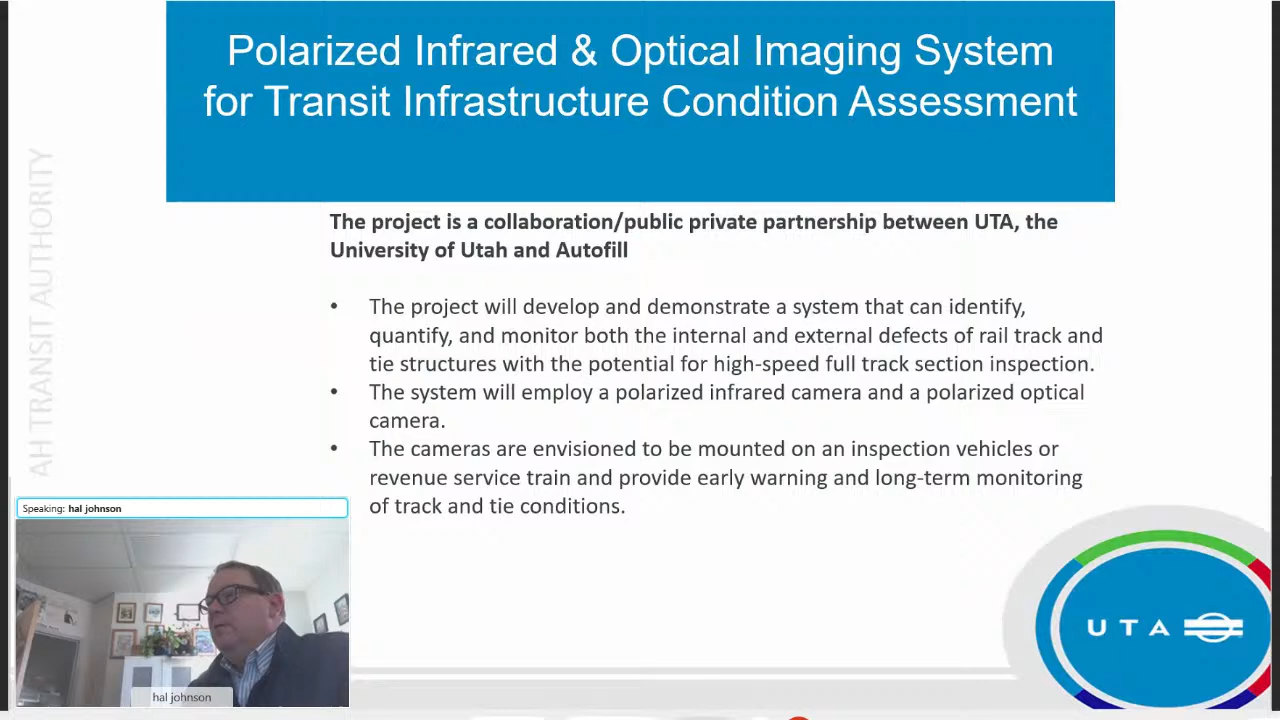 Polarized Infrared & Optical Imaging System
for Transit Infrastructure Condition Assessment
AH TRANSIT AUTHORITY
The project is a collaboration/public private partnership between UTA, the
University of Utah and Autofill
• The project will develop and demonstrate a system that can identify,
quantify, and monitor both the internal and external defects of rail track and
tie structures with the potential for high-speed full track section inspection.
• The system will employ a polarized infrared camera and a polarized optical
camera.
• The cameras are envisioned to be mounted on an inspection vehicles or
revenue service train and provide early warning and long-term monitoring
of track and tie conditions.
Speaking: hal johnson
hal johnson
UTA